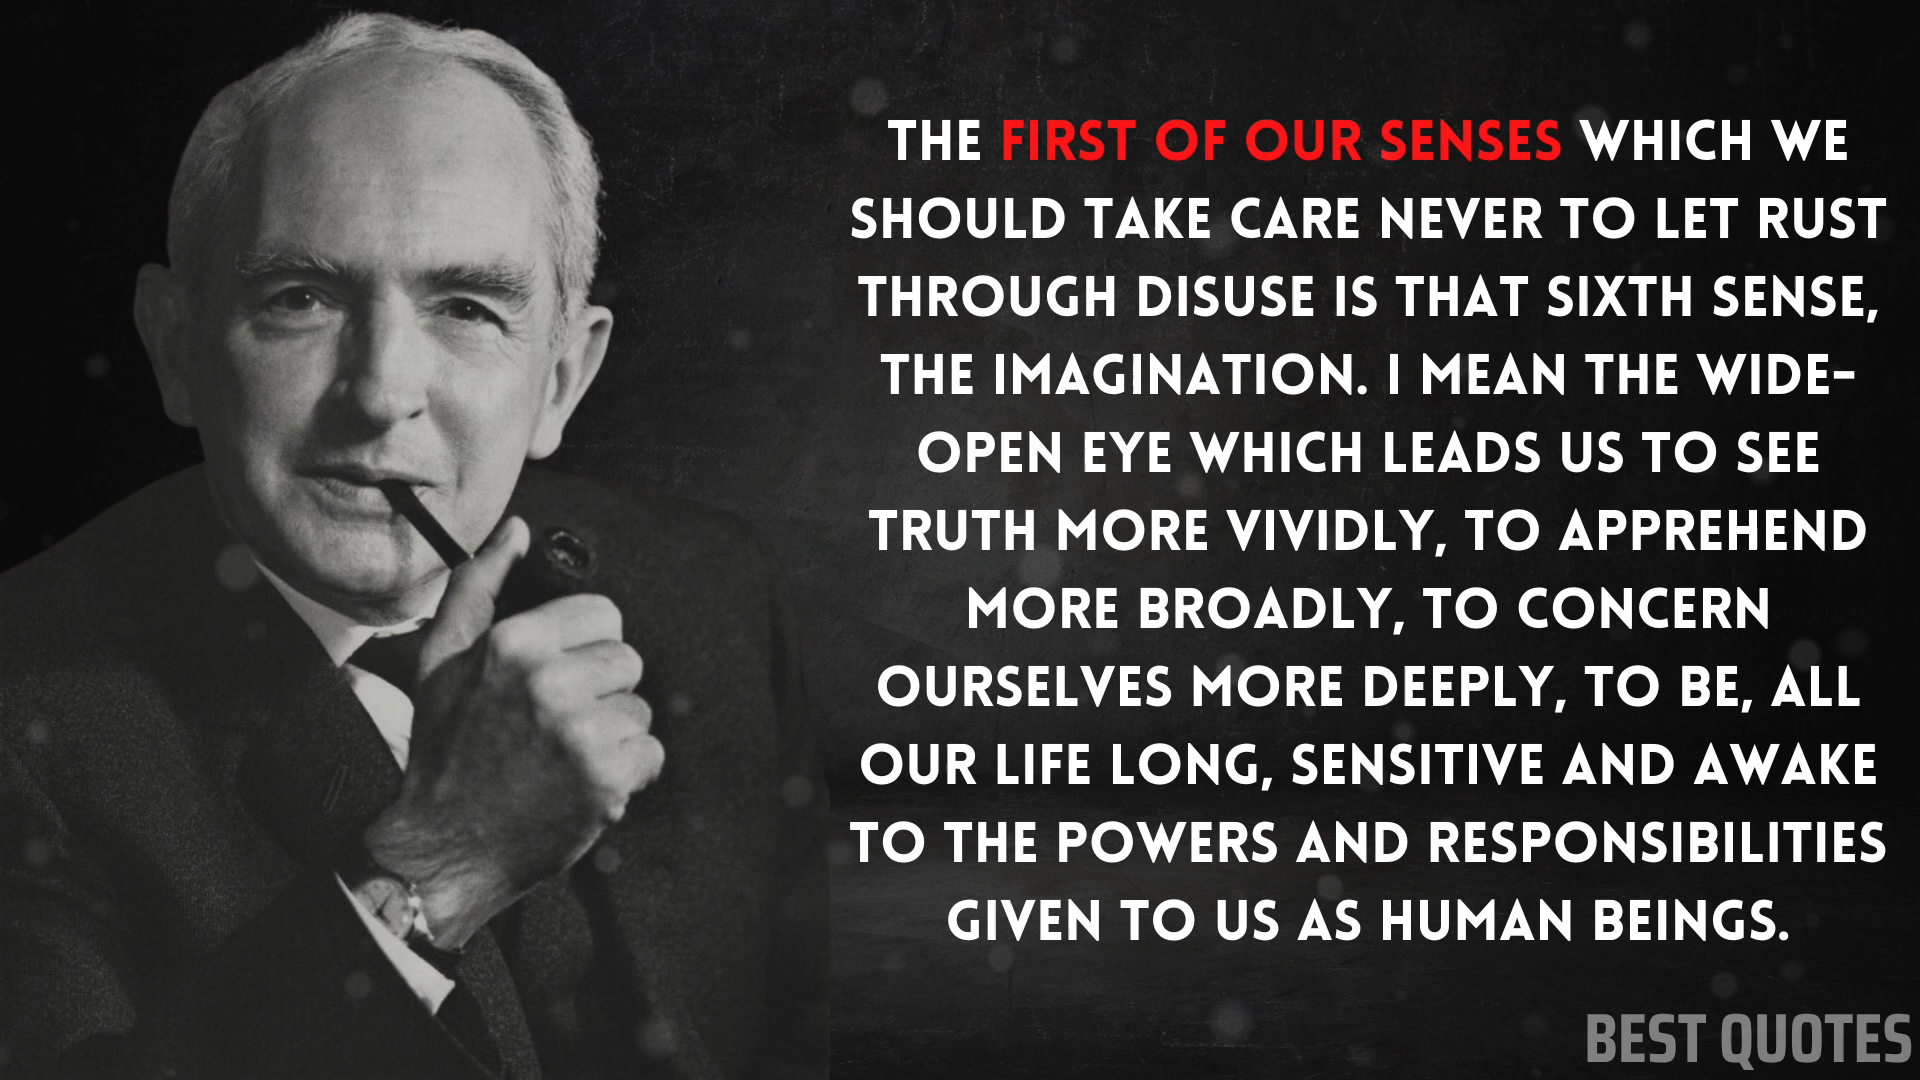 THE FIRST OF OUR SENSES WHICH WE
SHOULD TAKE CARE NEVER TO LET RUST
THROUGH DISUSE IS THAT SIXTH SENSE,
THE IMAGINATION. I MEAN THE WIDE-
OPEN EYE WHICH LEADS US TO SEE
TRUTH MORE VIVIDLY, TO APPREHEND
MORE BROADLY, TO CONCERN
OURSELVES MORE DEEPLY, TO BE, ALL
OUR LIFE LONG, SENSITIVE AND AWAKE
TO THE POWERS AND RESPONSIBILITIES
GIVEN TO US AS HUMAN BEINGS.
BEST QUOTES